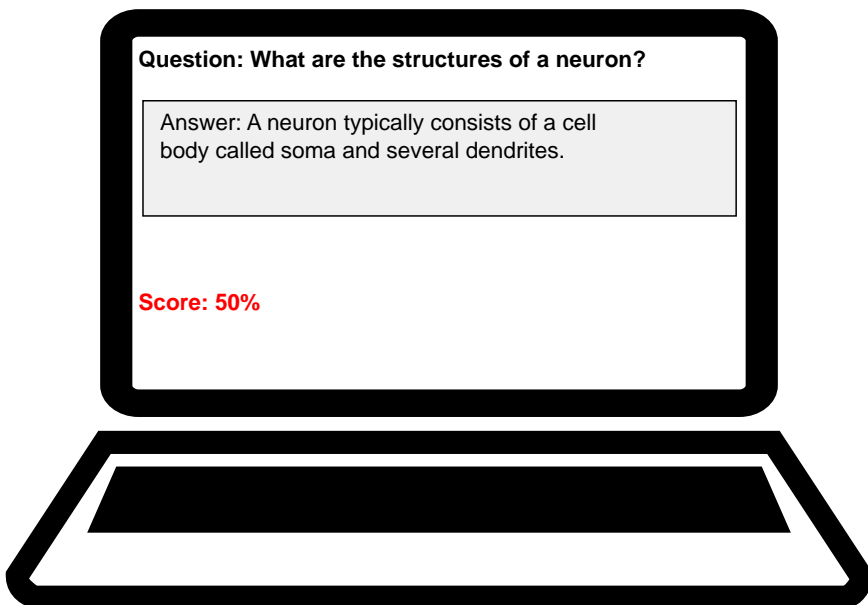 Question: What are the structures of a neuron?
Answer: A neuron typically consists of a cell
body called soma and several dendrites.
Score: 50%